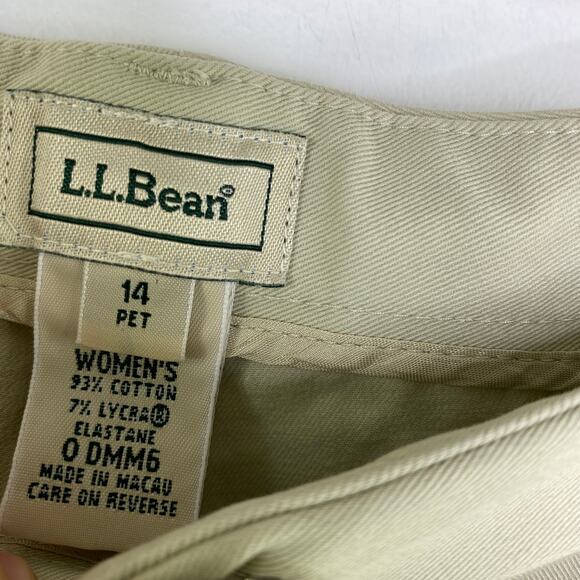 L.L.Bean®
14
PET
WOMEN'S
93% COTTON
7% LYCRA®
ELASTANE
0 DMM6
MADE IN MACAU
CARE ON REVERSE